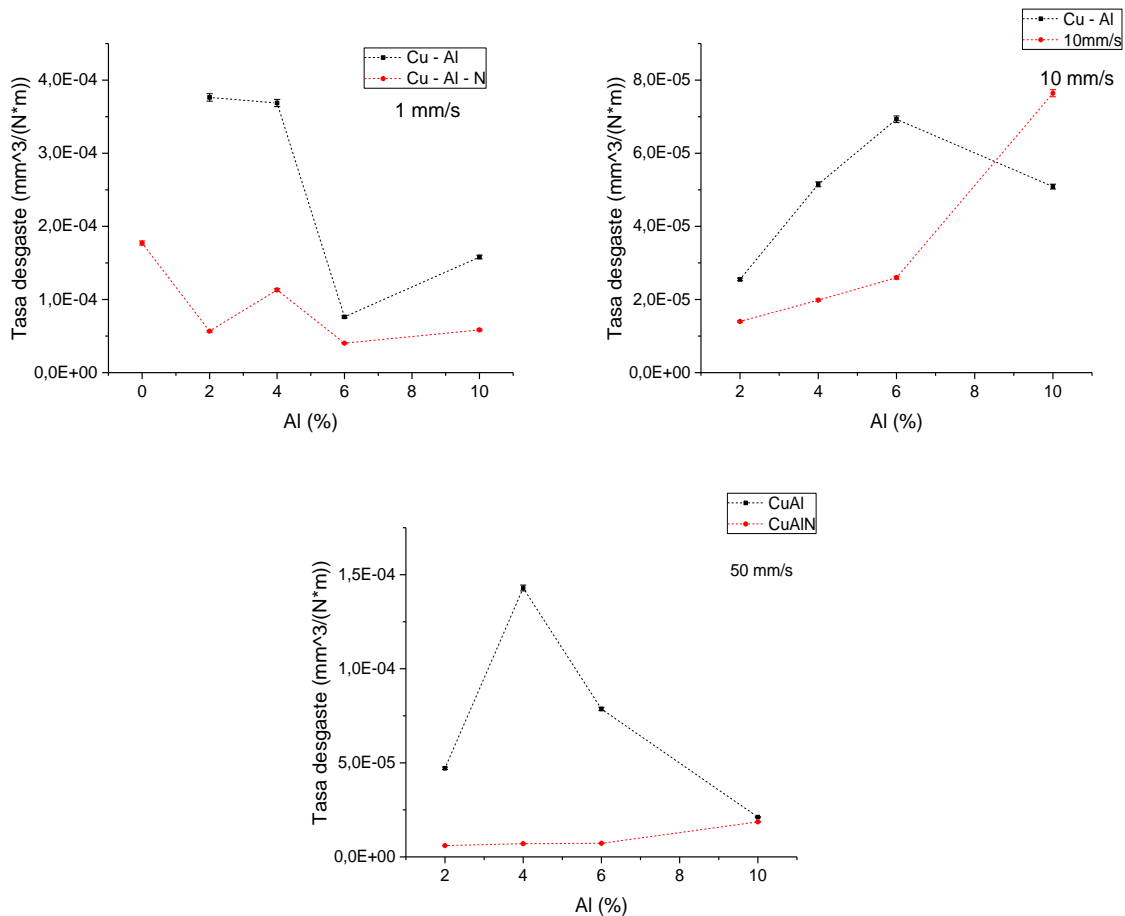 Cu - Al
Cu - Al - N
1 mm/s
4,0E-04
3,0E-04
2,0E-04
1,0E-04
0,0E+00
0 2 4 6 8 10
Al (%)
Tasa desgaste (mm^3/(N*m))
Cu - Al
10mm/s
10 mm/s
8,0E-05
6,0E-05
4,0E-05
2,0E-05
0,0E+00
2 4 6 8 10
Al (%)
Tasa desgaste (mm^3/(N*m))
CuAl
CuAlN
50 mm/s
1,5E-04
1,0E-04
5,0E-05
0,0E+00
2 4 6 8 10
Al (%)
Tasa desgaste (mm^3/(N*m))